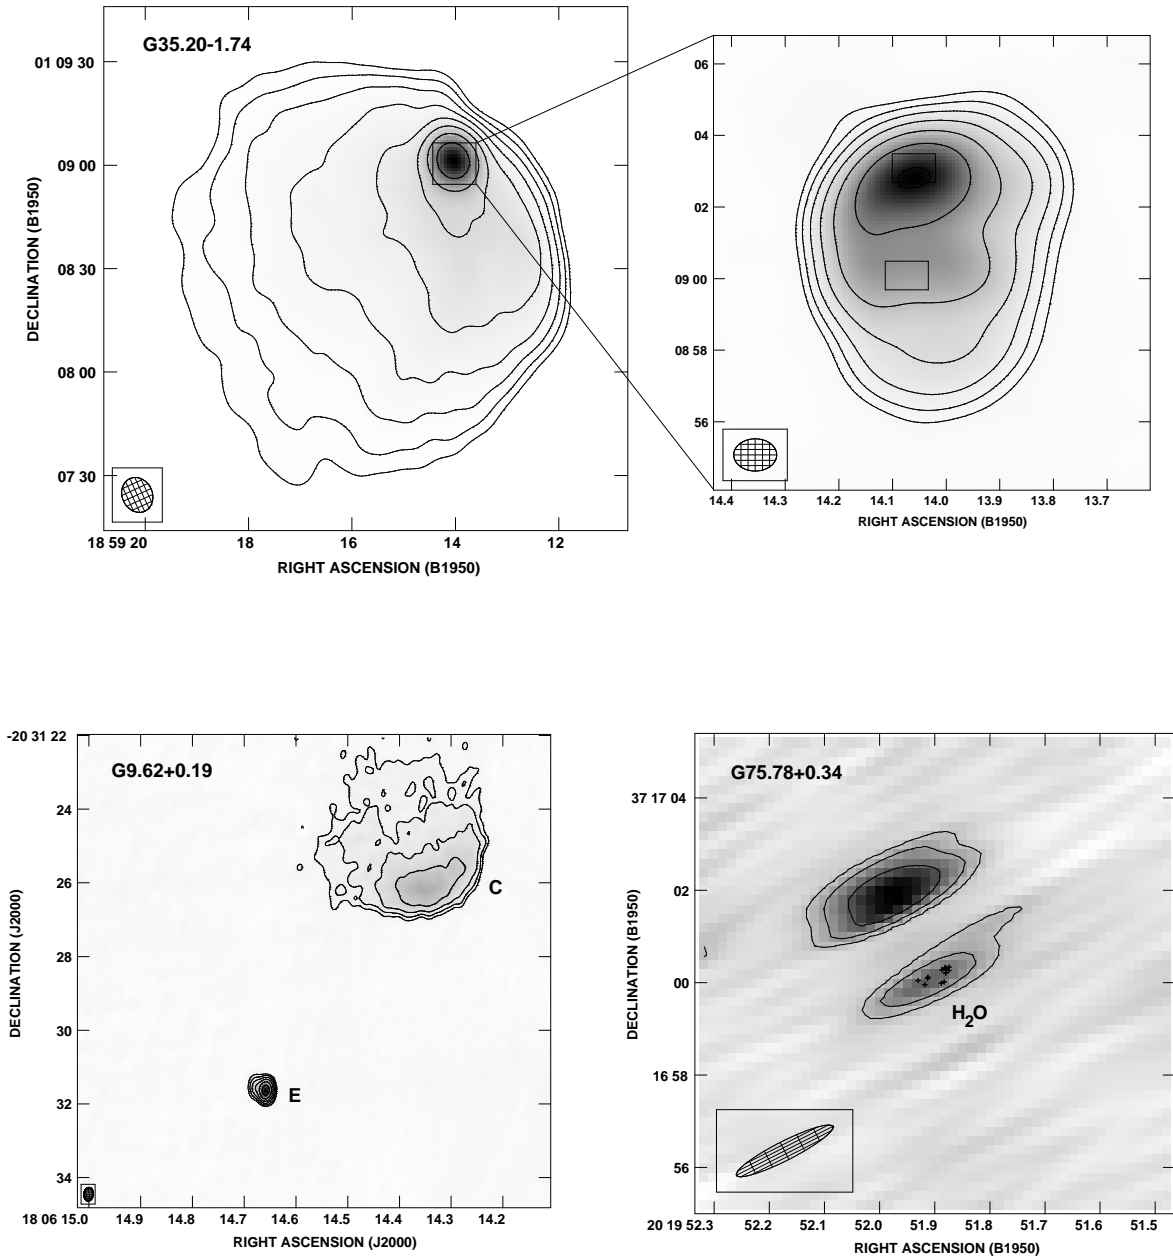 G35.20-1.74
01 09 30
09 00
08 30
08 00
07 30
DECLINATION (B1950)
18 59 20
18
16
14
12
RIGHT ASCENSION (B1950)
06
04
02
09 00
08 58
56
14.4
14.3
14.2
14.1
14.0
13.9
13.8
13.7
RIGHT ASCENSION (B1950)
G9.62+0.19
-20 31 22
24
26
28
30
32
34
DECLINATION (J2000)
C
E
18 06 15.0
14.9
14.8
14.7
14.6
14.5
14.4
14.3
14.2
RIGHT ASCENSION (J2000)
G75.78+0.34
37 17 04
02
00
16 58
56
DECLINATION (B1950)
H2O
20 19 52.3
52.2
52.1
52.0
51.9
51.8
51.7
51.6
51.5
RIGHT ASCENSION (B1950)